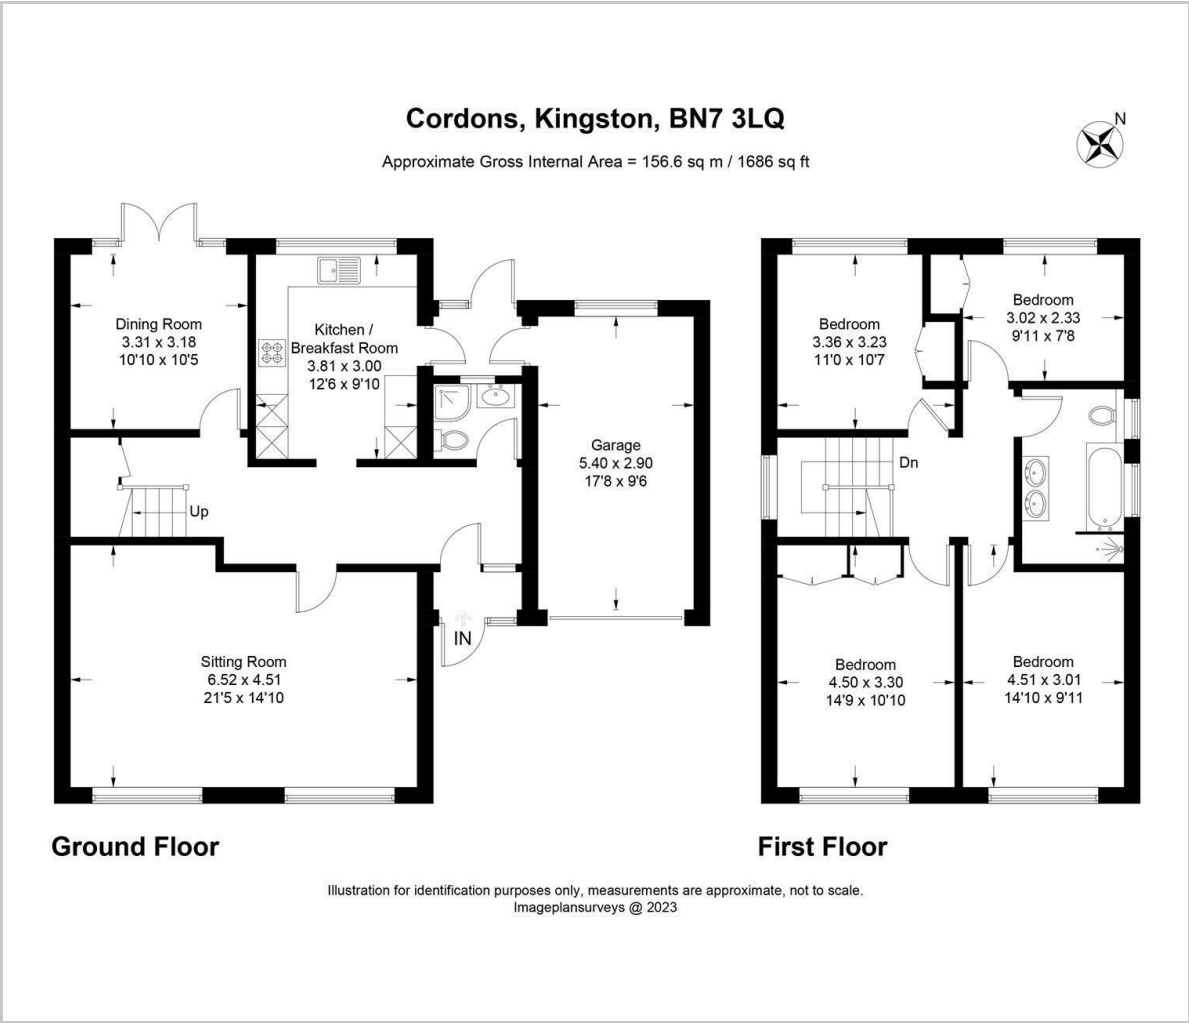 Cordons, Kingston, BN7 3LQ
Approximate Gross Internal Area = 156.6 sq m / 1686 sq ft
N
Dining Room
3.31 x 3.18
10'10 x 10'5
Kitchen /
Breakfast Room
3.81 x 3.00
12'6 x 9'10
Garage
5.40 x 2.90
17'8 x 9'6
Up
IN
Sitting Room
6.52 x 4.51
21'5 x 14'10
Ground Floor
Bedroom
3.36 x 3.23
11'0 x 10'7
Bedroom
3.02 x 2.33
9'11 x 7'8
Dn
Bedroom
4.50 x 3.30
14'9 x 10'10
Bedroom
4.51 x 3.01
14'10 x 9'11
First Floor
Illustration for identification purposes only, measurements are approximate, not to scale.
Imageplansurveys @ 2023